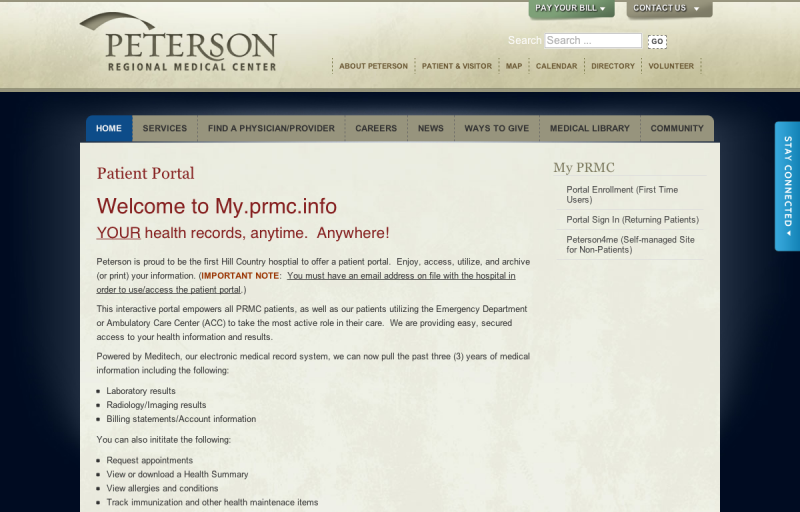 PAY YOUR BILL
CONTACT US
PETERSON
REGIONAL MEDICAL CENTER
Search Search ... GO
ABOUT PETERSON PATIENT & VISITOR MAP CALENDAR DIRECTORY VOLUNTEER
HOME SERVICES FIND A PHYSICIAN/PROVIDER CAREERS NEWS WAYS TO GIVE MEDICAL LIBRARY COMMUNITY
STAY CONNECTED
Patient Portal
Welcome to My.prmc.info
YOUR health records, anytime. Anywhere!
Peterson is proud to be the first Hill Country hosptial to offer a patient portal. Enjoy, access, utilize, and archive
(or print) your information. (IMPORTANT NOTE: You must have an email address on file with the hospital in
order to use/access the patient portal.)
This interactive portal empowers all PRMC patients, as well as our patients utilizing the Emergency Department
or Ambulatory Care Center (ACC) to take the most active role in their care. We are providing easy, secured
access to your health information and results.
Powered by Meditech, our electronic medical record system, we can now pull the past three (3) years of medical
information including the following:
Laboratory results
Radiology/Imaging results
Billing statements/Account information
You can also inititate the following:
Request appointments
View or download a Health Summary
View allergies and conditions
Track immunization and other health maintenace items
My PRMC
Portal Enrollment (First Time
Users)
Portal Sign In (Returning Patients)
Peterson4me (Self-managed Site
for Non-Patients)